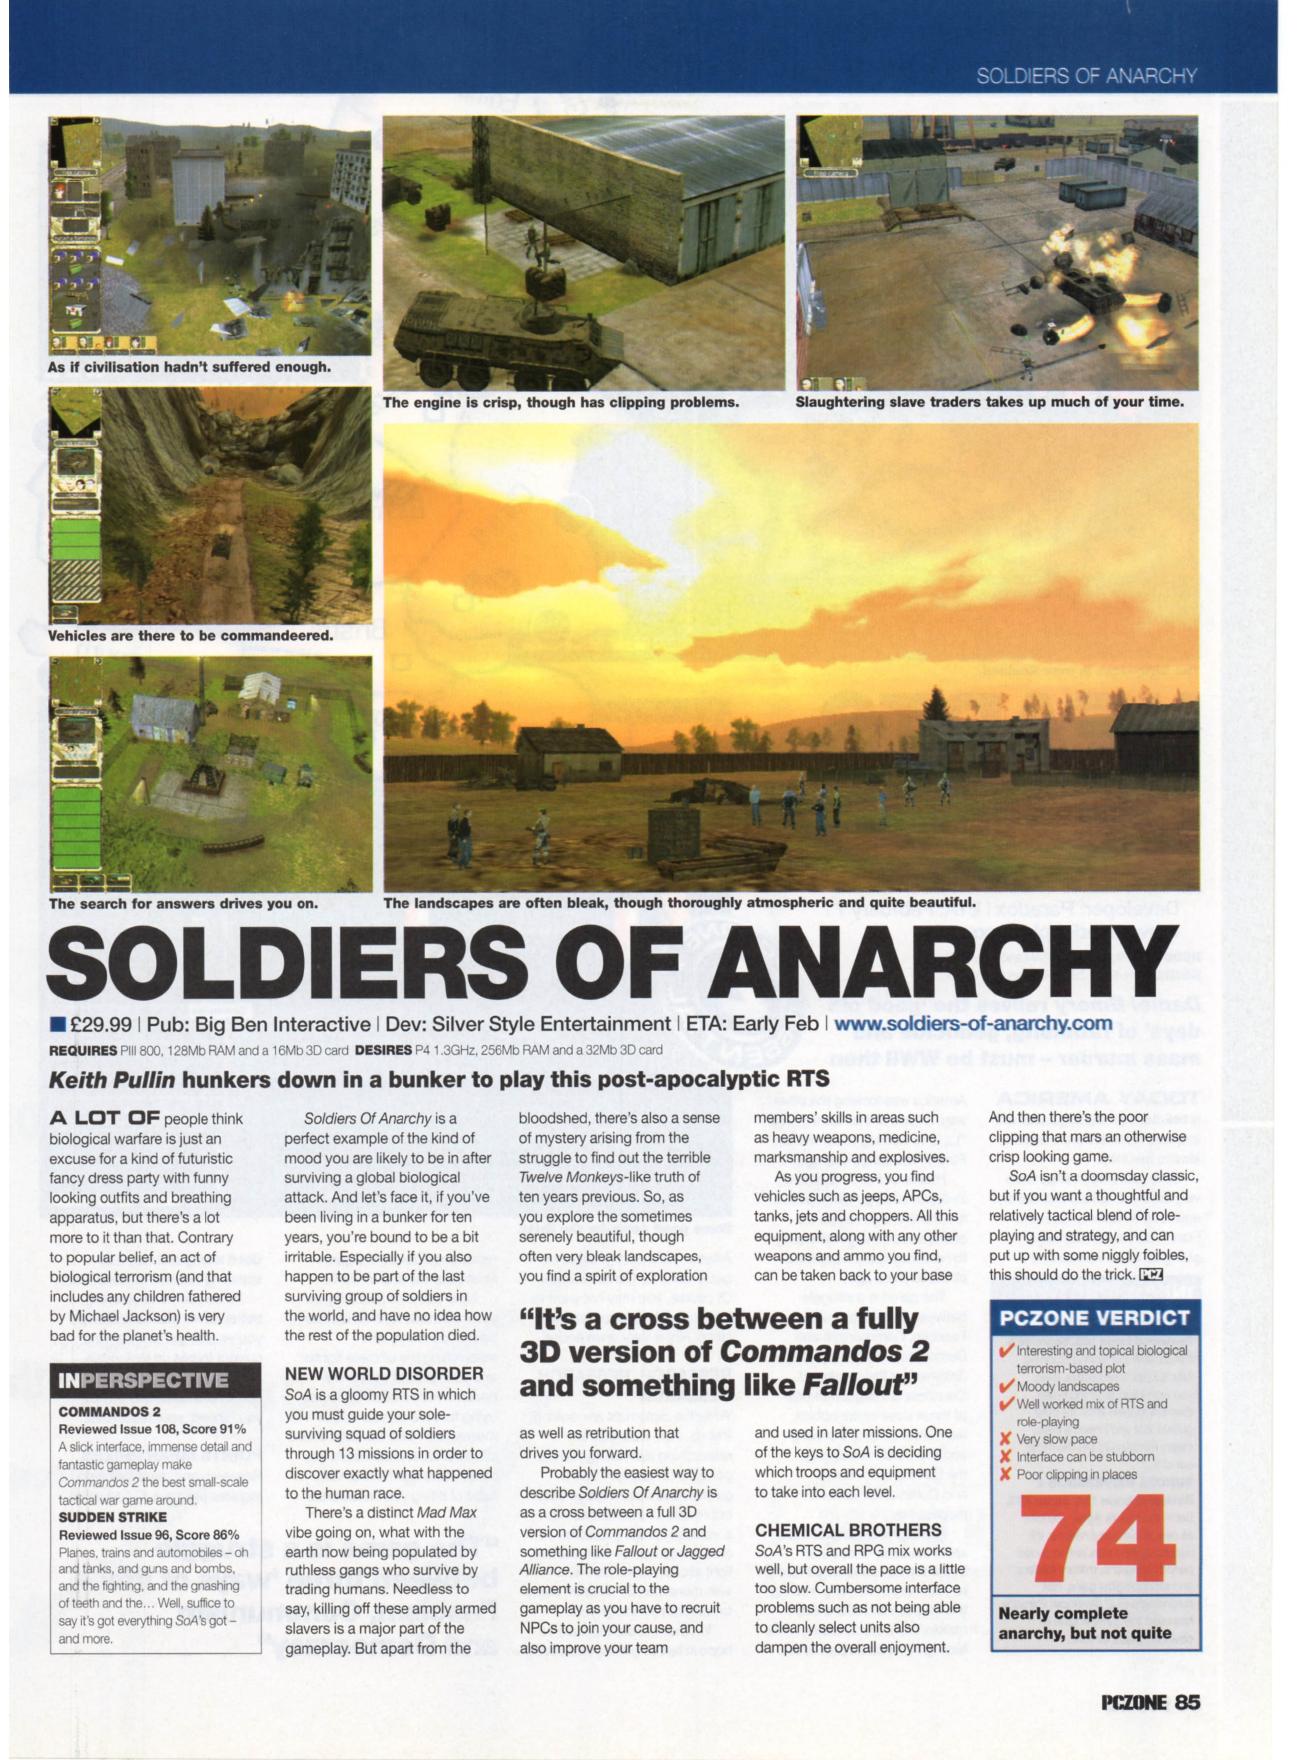 SOLDIERS OF ANARCHY
As if civilisation hadn't suffered enough.
The engine is crisp, though has clipping problems.
Slaughtering slave traders takes up much of your time.
Vehicles are there to be commandeered.
The search for answers drives you on.
The landscapes are often bleak, though thoroughly atmospheric and quite beautiful.
SOLDIERS OF ANARCHY
£29.99 | Pub: Big Ben Interactive | Dev: Silver Style Entertainment | ETA: Early Feb | www.soldiers-of-anarchy.com
REQUIRES PIII 800, 128Mb RAM and a 16Mb 3D card DESIRES P4 1.3GHz, 256Mb RAM and a 32Mb 3D card
Keith Pullin hunkers down in a bunker to play this post-apocalyptic RTS
A LOT OF people think
biological warfare is just an
excuse for a kind of futuristic
fancy dress party with funny
looking outfits and breathing
apparatus, but there's a lot
more to it than that. Contrary
to popular belief, an act of
biological terrorism (and that
includes any children fathered
by Michael Jackson) is very
bad for the planet's health.
INPERSPECTIVE
COMMANDOS 2
Reviewed Issue 108, Score 91%
A slick interface, immense detail and
fantastic gameplay make
Commandos 2 the best small-scale
tactical war game around.
SUDDEN STRIKE
Reviewed Issue 96, Score 86%
Planes, trains and automobiles – oh
and tanks, and guns and bombs,
and the fighting, and the gnashing
of teeth and the... Well, suffice to
say it's got everything SoA's got –
and more.
Soldiers Of Anarchy is a
perfect example of the kind of
mood you are likely to be in after
surviving a global biological
attack. And let's face it, if you've
been living in a bunker for ten
years, you're bound to be a bit
irritable. Especially if you also
happen to be part of the last
surviving group of soldiers in
the world, and have no idea how
the rest of the population died.
NEW WORLD DISORDER
SoA is a gloomy RTS in which
you must guide your sole-
surviving squad of soldiers
through 13 missions in order to
discover exactly what happened
to the human race.
There's a distinct Mad Max
vibe going on, what with the
earth now being populated by
ruthless gangs who survive by
trading humans. Needless to
say, killing off these amply armed
slavers is a major part of the
gameplay. But apart from the
bloodshed, there's also a sense
of mystery arising from the
struggle to find out the terrible
Twelve Monkeys-like truth of
ten years previous. So, as
you explore the sometimes
serenely beautiful, though
often very bleak landscapes,
you find a spirit of exploration
"It's a cross between a fully
3D version of Commandos 2
and something like Fallout"
as well as retribution that
drives you forward.
Probably the easiest way to
describe Soldiers Of Anarchy is
as a cross between a full 3D
version of Commandos 2 and
something like Fallout or Jagged
Alliance. The role-playing
element is crucial to the
gameplay as you have to recruit
NPCs to join your cause, and
also improve your team
members' skills in areas such
as heavy weapons, medicine,
marksmanship and explosives.
As you progress, you find
vehicles such as jeeps, APCs,
tanks, jets and choppers. All this
equipment, along with any other
weapons and ammo you find,
can be taken back to your base
and used in later missions. One
of the keys to SoA is deciding
which troops and equipment
to take into each level.
CHEMICAL BROTHERS
SoA's RTS and RPG mix works
well, but overall the pace is a little
too slow. Cumbersome interface
problems such as not being able
to cleanly select units also
dampen the overall enjoyment.
And then there's the poor
clipping that mars an otherwise
crisp looking game.
SoA isn't a doomsday classic,
but if you want a thoughtful and
relatively tactical blend of role-
playing and strategy, and can
put up with some niggly foibles,
this should do the trick. PCZ
PCZONE VERDICT
✓ Interesting and topical biological
terrorism-based plot
✓ Moody landscapes
✓ Well worked mix of RTS and
role-playing
✗ Very slow pace
✗ Interface can be stubborn
✗ Poor clipping in places
74
Nearly complete
anarchy, but not quite
PCZONE 85